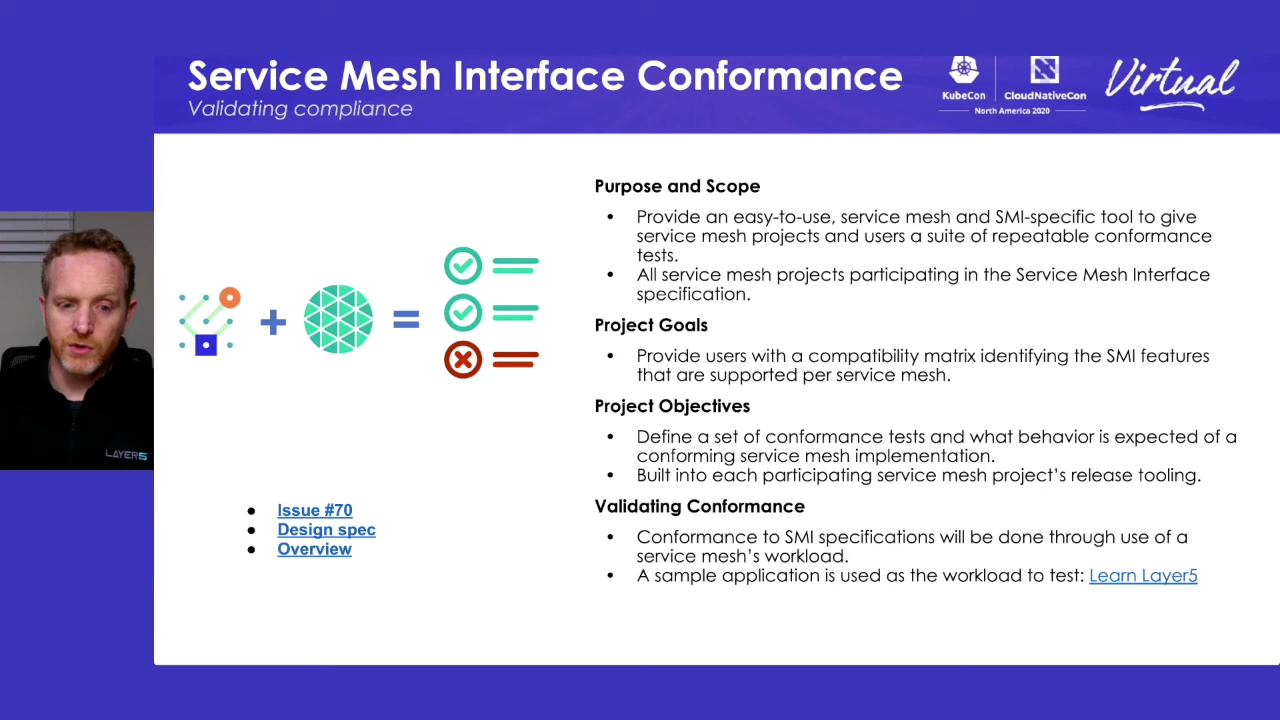 Service Mesh Interface Conformance
Validating compliance
KubeCon
CloudNativeCon
North America 2020
Virtual
LAYER5
Issue #70
Design spec
Overview
Purpose and Scope
• Provide an easy-to-use, service mesh and SMI-specific tool to give
service mesh projects and users a suite of repeatable conformance
tests.
• All service mesh projects participating in the Service Mesh Interface
specification.
Project Goals
• Provide users with a compatibility matrix identifying the SMI features
that are supported per service mesh.
Project Objectives
• Define a set of conformance tests and what behavior is expected of a
conforming service mesh implementation.
• Built into each participating service mesh project's release tooling.
Validating Conformance
• Conformance to SMI specifications will be done through use of a
service mesh's workload.
• A sample application is used as the workload to test: Learn Layer5